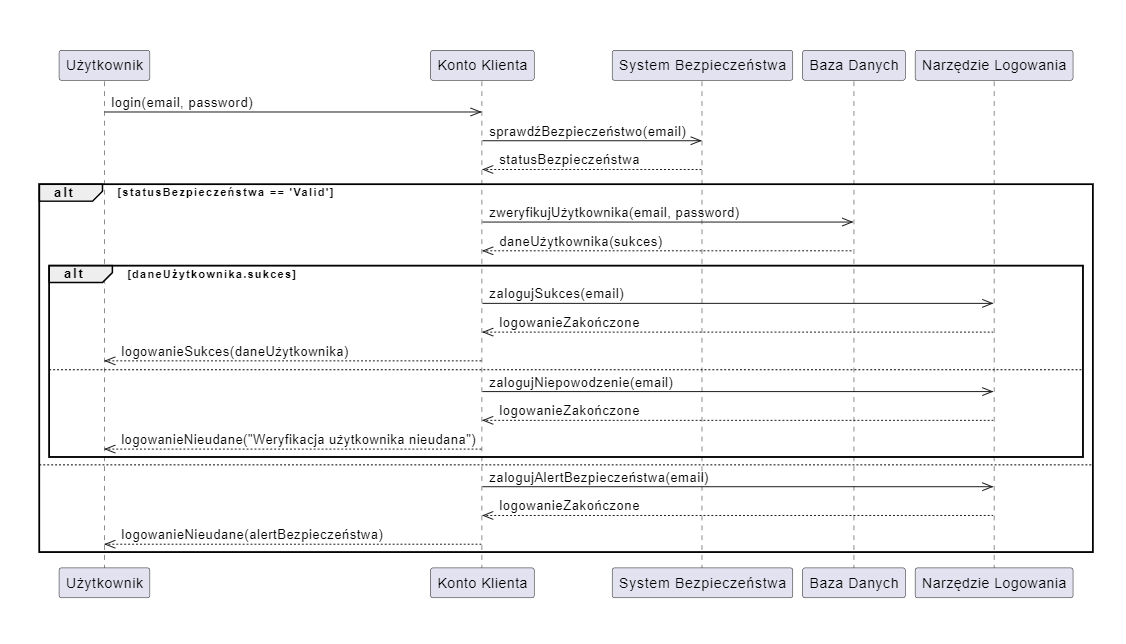 Użytkownik
Konto Klienta
System Bezpieczeństwa
Baza Danych
Narzędzie Logowania
login(email, password)
sprawdźBezpieczeństwo(email)
statusBezpieczeństwa
alt [statusBezpieczeństwa == 'Valid']
zweryfikujUżytkownika(email, password)
daneUżytkownika(sukces)
alt [daneUżytkownika.sukces]
zalogujSukces(email)
logowanieZakończone
logowanieSukces(daneUżytkownika)
zalogujNiepowodzenie(email)
logowanieZakończone
logowanieNieudane("Weryfikacja użytkownika nieudana")
zalogujAlertBezpieczeństwa(email)
logowanieZakończone
logowanieNieudane(alertBezpieczeństwa)
Użytkownik
Konto Klienta
System Bezpieczeństwa
Baza Danych
Narzędzie Logowania